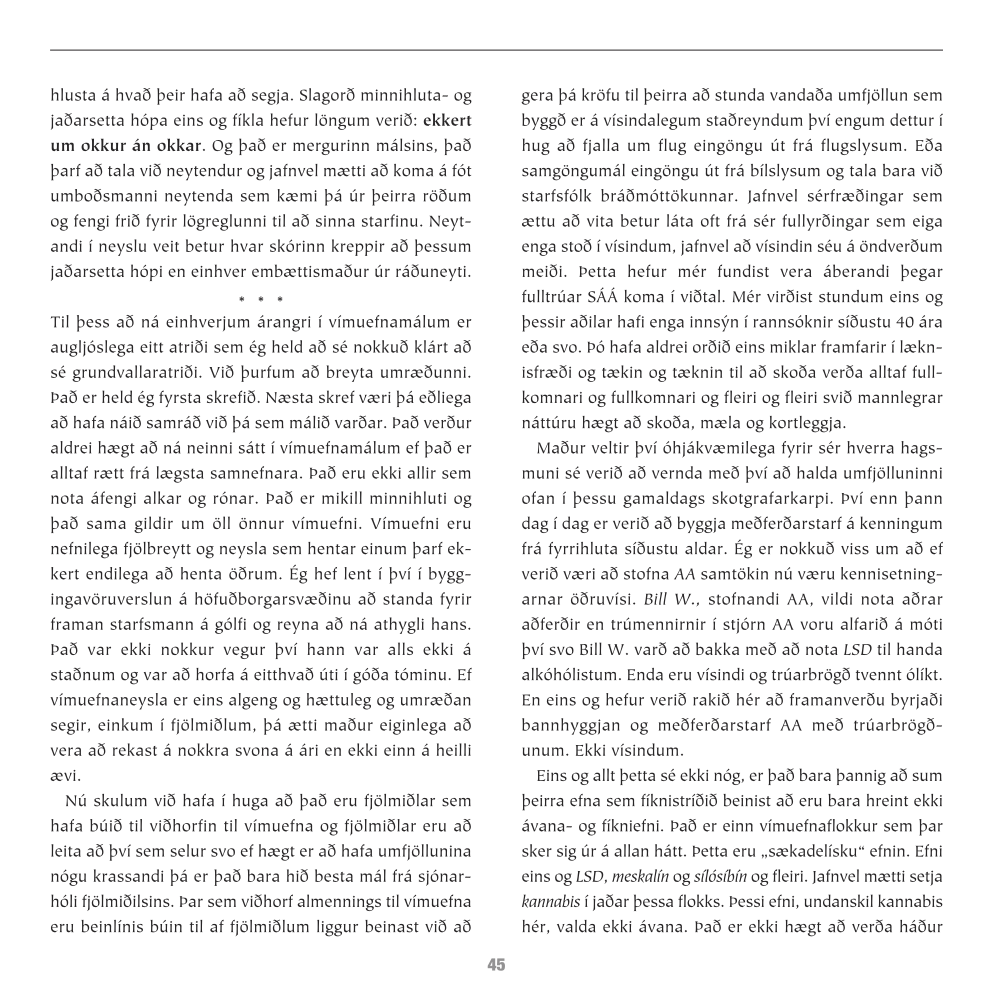 hlusta á hvað þeir hafa að segja. Slagorð minnihluta- og
jaðarsetta hópa eins og fíkla hefur löngum verið: ekkert
um okkur án okkar. Og það er mergurinn málsins, það
þarf að tala við neytendur og jafnvel mætti að koma á fót
umboðsmanni neytenda sem kæmi þá úr þeirra röðum
og fengi frið fyrir lögreglunni til að sinna starfinu. Neyt-
andi í neyslu veit betur hvar skórinn kreppir að þessum
jaðarsetta hópi en einhver embættismaður úr ráðuneyti.
* * *
Til þess að ná einhverjum árangri í vímuefnamálum er
augljóslega eitt atriði sem ég held að sé nokkuð klárt að
sé grundvallaratriði. Við þurfum að breyta umræðunni.
Það er held ég fyrsta skrefið. Næsta skref væri þá eðliega
að hafa náið samráð við þá sem málið varðar. Það verður
aldrei hægt að ná neinni sátt í vímuefnamálum ef það er
alltaf rætt frá lægsta samnefnara. Það eru ekki allir sem
nota áfengi alkar og rónar. Það er mikill minnihluti og
það sama gildir um öll önnur vímuefni. Vímuefni eru
nefnilega fjölbreytt og neysla sem hentar einum þarf ek-
kert endilega að henta öðrum. Ég hef lent í því í bygg-
ingavöruverslun á höfuðborgarsvæðinu að standa fyrir
framan starfsmann á gólfi og reyna að ná athygli hans.
Það var ekki nokkur vegur því hann var alls ekki á
staðnum og var að horfa á eitthvað úti í góða tóminu. Ef
vímuefnaneysla er eins algeng og hættuleg og umræðan
segir, einkum í fjölmiðlum, þá ætti maður eiginlega að
vera að rekast á nokkra svona á ári en ekki einn á heilli
ævi.
Nú skulum við hafa í huga að það eru fjölmiðlar sem
hafa búið til viðhorfin til vímuefna og fjölmiðlar eru að
leita að því sem selur svo ef hægt er að hafa umfjöllunina
nógu krassandi þá er það bara hið besta mál frá sjónar-
hóli fjölmiðilsins. Þar sem viðhorf almennings til vímuefna
eru beinlínis búin til af fjölmiðlum liggur beinast við að
gera þá kröfu til þeirra að stunda vandaða umfjöllun sem
byggð er á vísindalegum staðreyndum því engum dettur í
hug að fjalla um flug eingöngu út frá flugslysum. Eða
samgöngumál eingöngu út frá bílslysum og tala bara við
starfsfólk bráðmóttökunnar. Jafnvel sérfræðingar sem
ættu að vita betur láta oft frá sér fullyrðingar sem eiga
enga stoð í vísindum, jafnvel að vísindin séu á öndverðum
meiði. Þetta hefur mér fundist vera áberandi þegar
fulltrúar SÁÁ koma í viðtal. Mér virðist stundum eins og
þessir aðilar hafi enga innsýn í rannsóknir síðustu 40 ára
eða svo. Þó hafa aldrei orðið eins miklar framfarir í lækn-
isfræði og tækin og tæknin til að skoða verða alltaf full-
komnari og fullkomnari og fleiri og fleiri svið mannlegrar
náttúru hægt að skoða, mæla og kortleggja.
Maður veltir því óhjákvæmilega fyrir sér hverra hags-
muni sé verið að vernda með því að halda umfjölluninni
ofan í þessu gamaldags skotgrafarkarpi. Því enn þann
dag í dag er verið að byggja meðferðarstarf á kenningum
frá fyrrihluta síðustu aldar. Ég er nokkuð viss um að ef
verið væri að stofna AA samtökin nú væru kennisetning-
arnar öðruvísi. Bill W., stofnandi AA, vildi nota aðrar
aðferðir en trúmennirnir í stjórn AA voru alfarið á móti
því svo Bill W. varð að bakka með að nota LSD til handa
alkóhólistum. Enda eru vísindi og trúarbrögð tvennt ólíkt.
En eins og hefur verið rakið hér að framanverðu byrjaði
bannhyggjan og meðferðarstarf AA með trúarbrögð-
unum. Ekki vísindum.
Eins og allt þetta sé ekki nóg, er það bara þannig að sum
þeirra efna sem fíknistríðið beinist að eru bara hreint ekki
ávana- og fíkniefni. Það er einn vímuefnaflokkur sem þar
sker sig úr á allan hátt. Þetta eru „sækadelísku“ efnin. Efni
eins og LSD, meskalín og sílósíbín og fleiri. Jafnvel mætti setja
kannabis í jaðar þessa flokks. Þessi efni, undanskil kannabis
hér, valda ekki ávana. Það er ekki hægt að verða háður
45